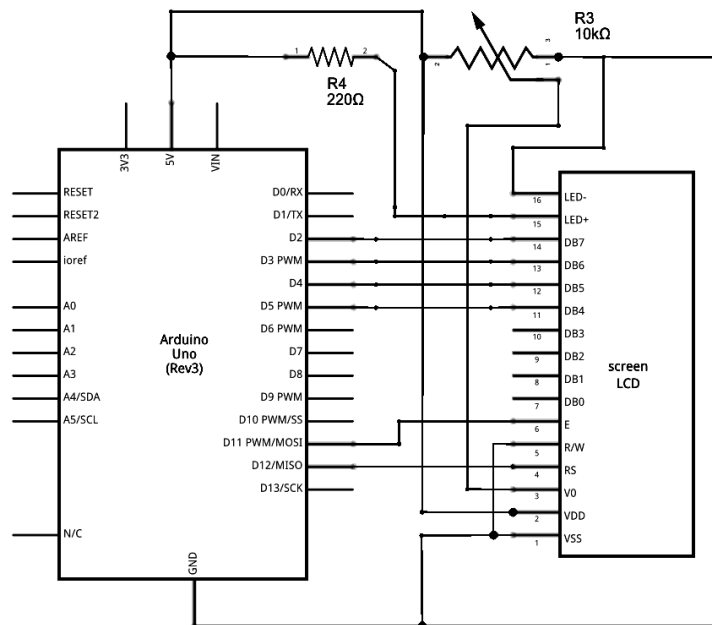 R3
10kΩ
3
1
2
1
2
R4
220Ω
3V3
5V
VIN
RESET
RESET2
AREF
ioref
A0
A1
A2
A3
A4/SDA
A5/SCL
N/C
Arduino
Uno
(Rev3)
GND
D0/RX
D1/TX
D2
D3 PWM
D4
D5 PWM
D6 PWM
D7
D8
D9 PWM
D10 PWM/SS
D11 PWM/MOSI
D12/MISO
D13/SCK
16 LED-
15 LED+
14 DB7
13 DB6
12 DB5
11 DB4
10 DB3
9 DB2
8 DB1
7 DB0
6 E
5 R/W
4 RS
3 V0
2 VDD
1 VSS
screen
LCD